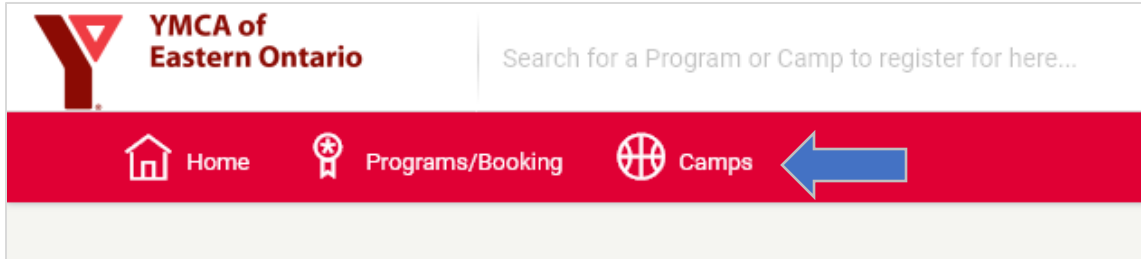 YMCA of
Eastern Ontario
Search for a Program or Camp to register for here...
Home Programs/Booking Camps